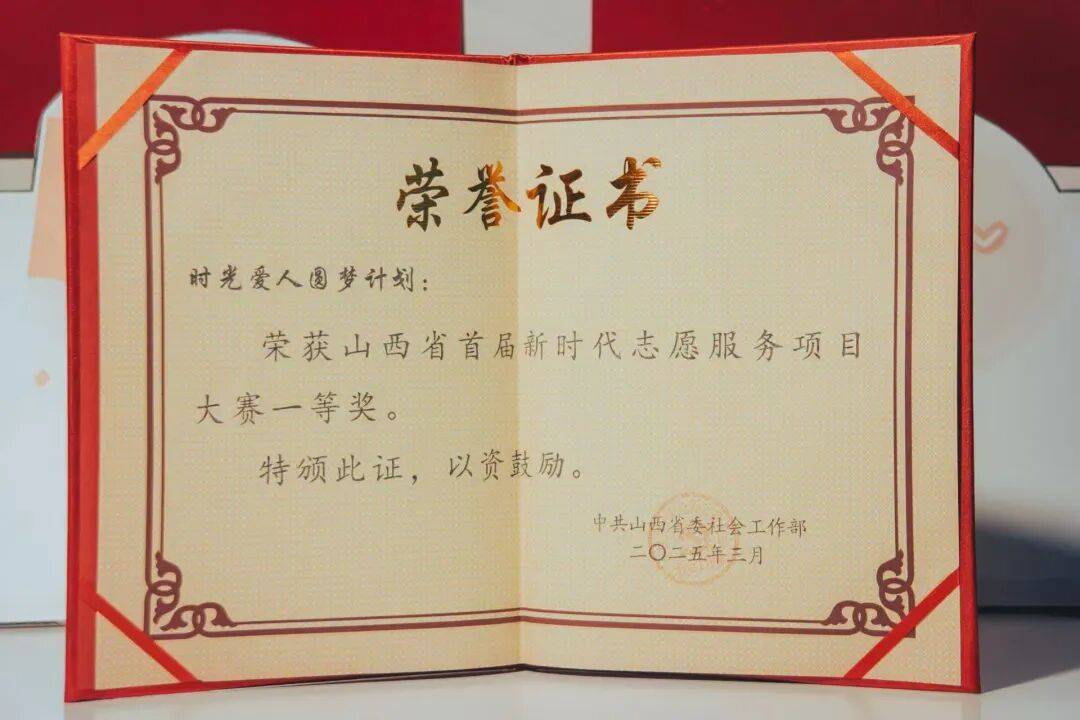 荣誉证书
时光爱人圆梦计划：
荣获山西省首届新时代志愿服务项目
大赛一等奖。
特颁此证，以资鼓励。
中共山西省委社会工作部
二〇二五年三月